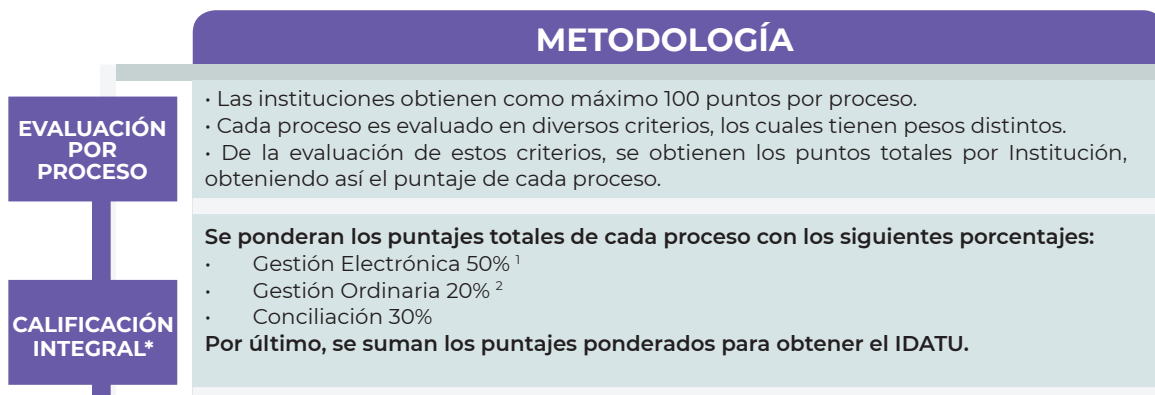 METODOLOGÍA
EVALUACIÓN
POR
PROCESO
• Las instituciones obtienen como máximo 100 puntos por proceso.
• Cada proceso es evaluado en diversos criterios, los cuales tienen pesos distintos.
• De la evaluación de estos criterios, se obtienen los puntos totales por Institución,
obteniendo así el puntaje de cada proceso.
CALIFICACIÓN
INTEGRAL*
Se ponderan los puntajes totales de cada proceso con los siguientes porcentajes:
• Gestión Electrónica 50% ¹
• Gestión Ordinaria 20% ²
• Conciliación 30%
Por último, se suman los puntajes ponderados para obtener el IDATU.